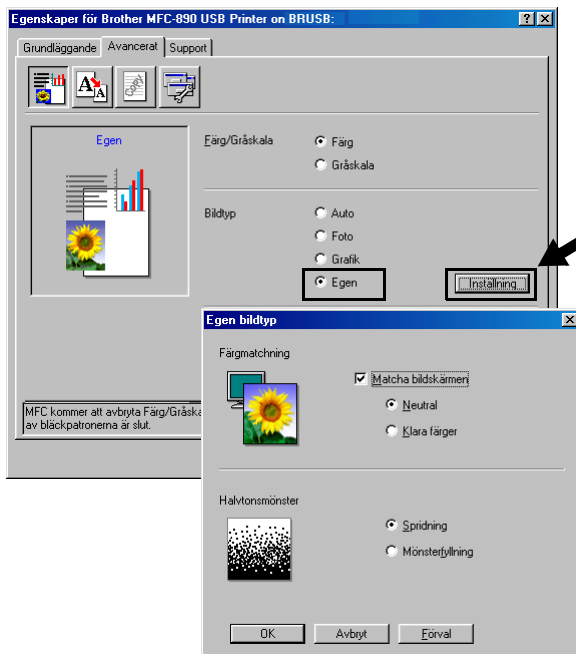 Egenskaper för Brother MFC-890 USB Printer on BRUSB:
Grundläggande Avancerat Support
Egen
Färg/Gråskala
Färg
Gråskala
Bildtyp
Auto
Foto
Grafik
Egen
Inställning
MFC kommer att avbryta Färg/Gråska
av bläckpatronerna är slut.
Egen bildtyp
Färgmatchning
Matcha bildskärmen
Neutral
Klara färger
Halvtonsmönster
Spridning
Mönsterfyllning
OK Avbryt Förval